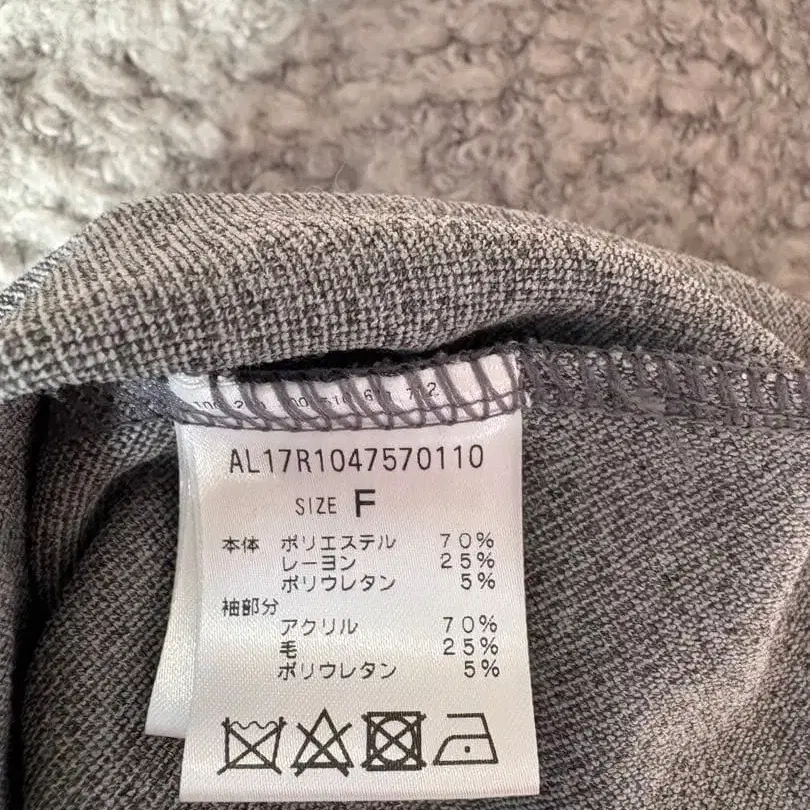 AL17R1047570110
SIZE F
本体 ポリエステル 70%
レーヨン 25%
ポリウレタン 5%
袖部分
アクリル 70%
毛 25%
ポリウレタン 5%